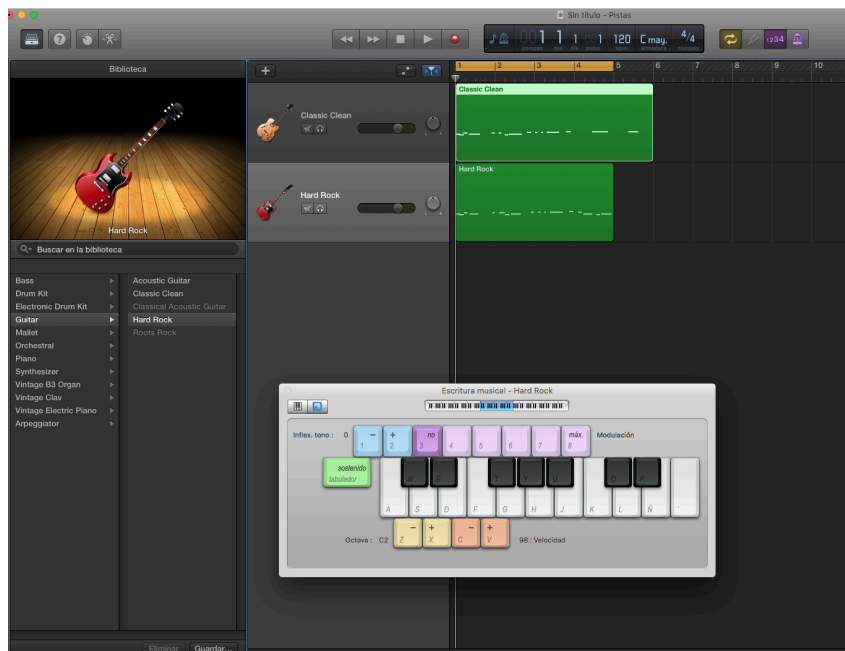 Sin título - Pistas
1234
001 1 1 1 120 C may. 4/4
compás tpo. div. pulso bpm armadura compás
Biblioteca
Hard Rock
Buscar en la biblioteca
Bass
Drum Kit
Electronic Drum Kit
Guitar
Mallet
Orchestral
Piano
Synthesizer
Vintage B3 Organ
Vintage Clav
Vintage Electric Piano
Arpeggiator
Acoustic Guitar
Classic Clean
Classical Acoustic Guitar
Hard Rock
Roots Rock
Eliminar Guardar...
1 2 3 4 5 6 7 8 9 10
Classic Clean
Classic Clean
Hard Rock
Hard Rock
Escritura musical - Hard Rock
Inflex. tono : 0 − + no máx. Modulación
1 2 3 4 5 6 7 8
sostenido
tabulador
W E T Y U O P
A S D F G H J K L Ñ ´
− + − +
Octava : C2 Z X C V 98 : Velocidad